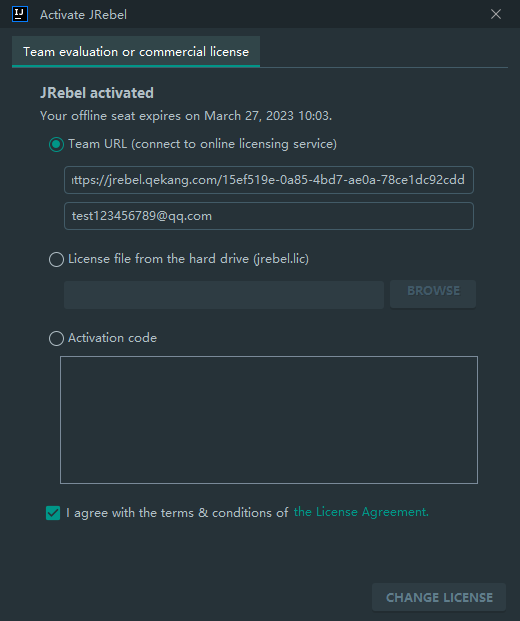 IJ
Activate JRebel
Team evaluation or commercial license
JRebel activated
Your offline seat expires on March 27, 2023 10:03.
Team URL (connect to online licensing service)
ttps://jrebel.qekang.com/15ef519e-0a85-4bd7-ae0a-78ce1dc92cdd
test123456789@qq.com
License file from the hard drive (jrebel.lic)
BROWSE
Activation code
I agree with the terms & conditions of the License Agreement.
CHANGE LICENSE